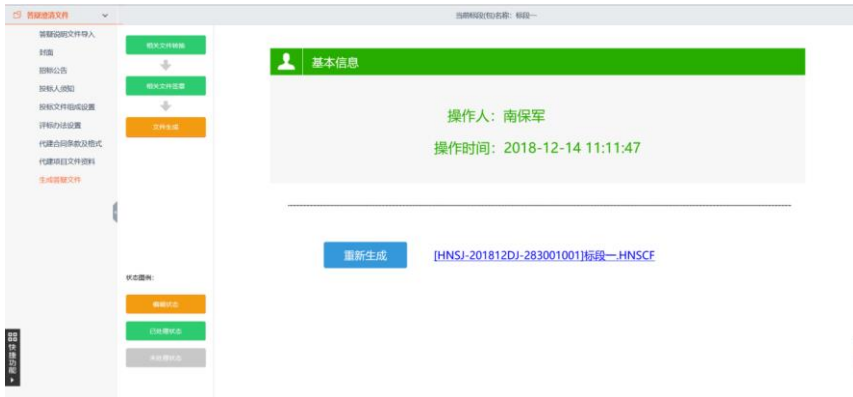 答疑澄清文件
当前标段(包)名称: 标段一
答疑说明文件导入
封面
招标公告
投标人须知
投标文件组成设置
评标办法设置
代建合同条款及格式
代建项目文件资料
生成答疑文件
相关文件转换
相关文件签章
文件生成
状态图例:
编辑状态
已处理状态
未处理状态
快捷功能
基本信息
操作人: 南保军
操作时间: 2018-12-14 11:11:47
重新生成
[HNSJ-201812DJ-283001001]标段一.HNSCF